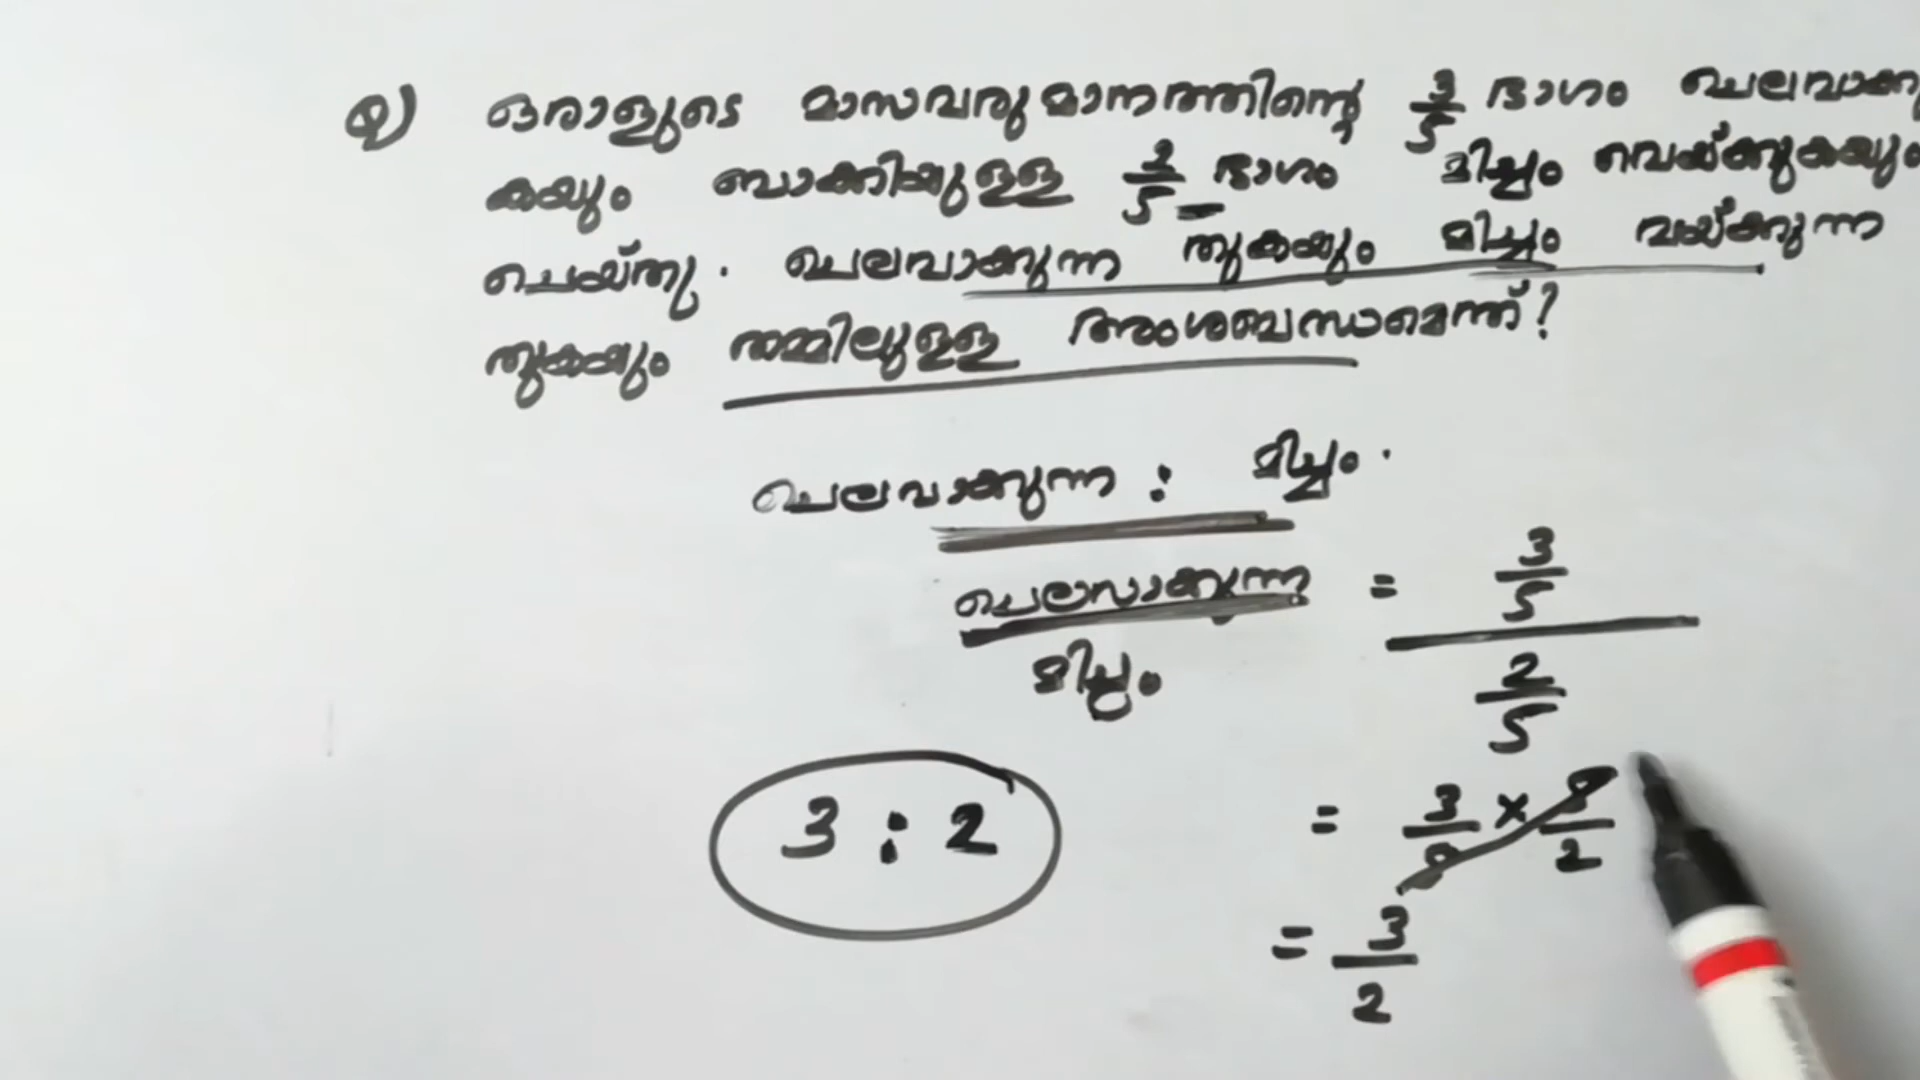 Q) ഒരാളുടെ മാസവരുമാനത്തിന്റെ 3/5 ഭാഗം ചെലവാക്കു
കയും ബാക്കിയുള്ള 2/5 ഭാഗം മിച്ചം വെയ്ക്കുകയും
ചെയ്തു. ചെലവാക്കുന്ന തുകയും മിച്ചം വയ്ക്കുന്ന
തുകയും തമ്മിലുള്ള അംശബന്ധമെന്ത്?
ചെലവാക്കുന്ന : മിച്ചം.
ചെലവാക്കുന്ന / മിച്ചം = 3/5 / 2/5
= 3/5 × 5/2
3 : 2
= 3/2